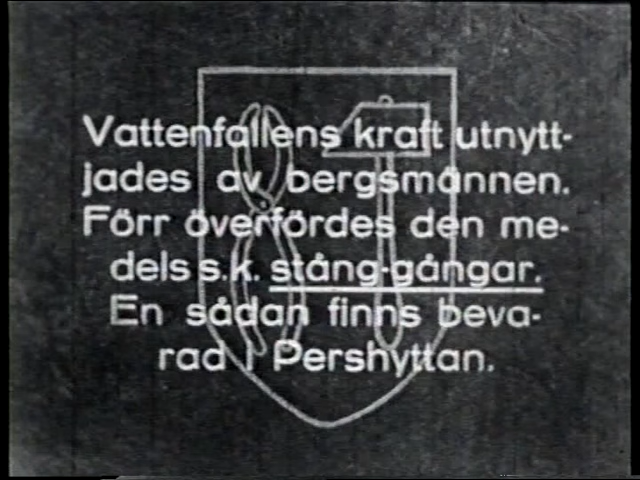 Vattenfallens kraft utnytt-
jades av bergsmännen.
Förr överfördes den me-
dels s.k. stång-gångar.
En sådan finns beva-
rad i Pershyttan.